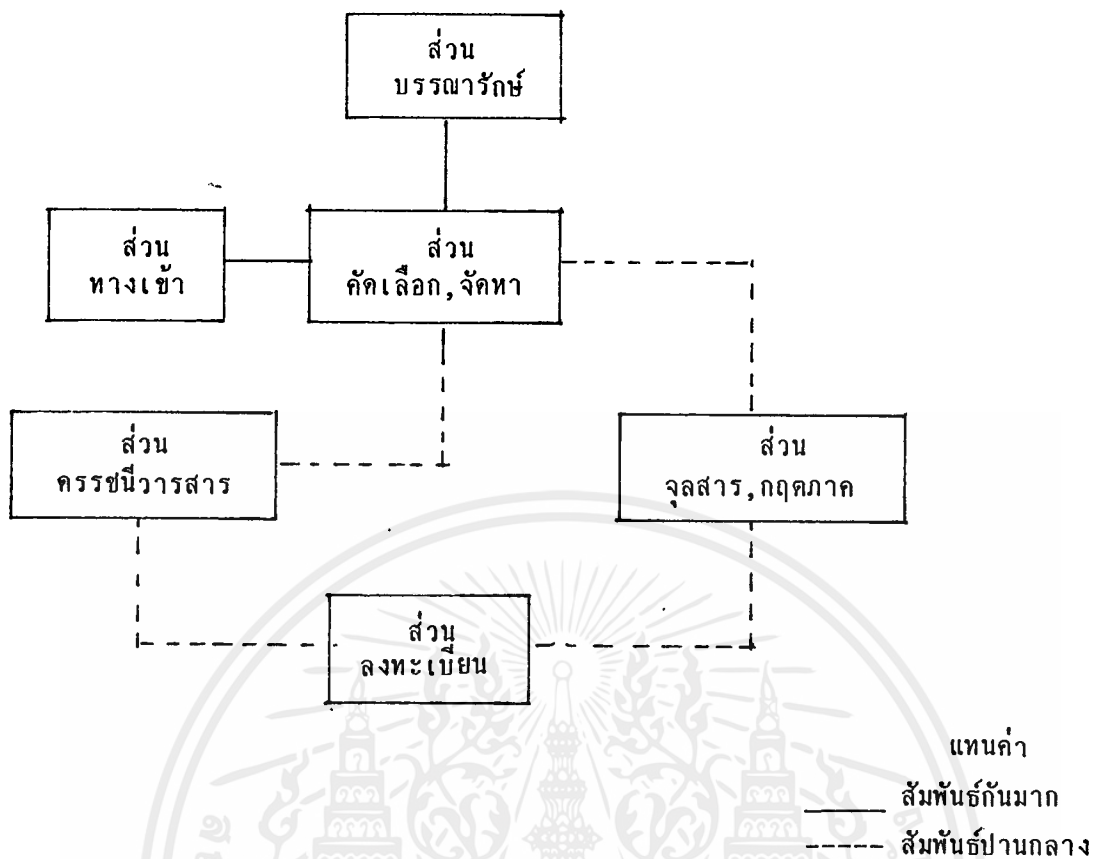 ส่วน
บรรณารักษ์
ส่วน
ทางเข้า
ส่วน
คัดเลือก,จัดหา
ส่วน
ครรชนีวารสาร
ส่วน
จุลสาร,กฤตภาค
ส่วน
ลงทะเบียน
แทนค่า
สัมพันธ์กันมาก
สัมพันธ์ปานกลาง